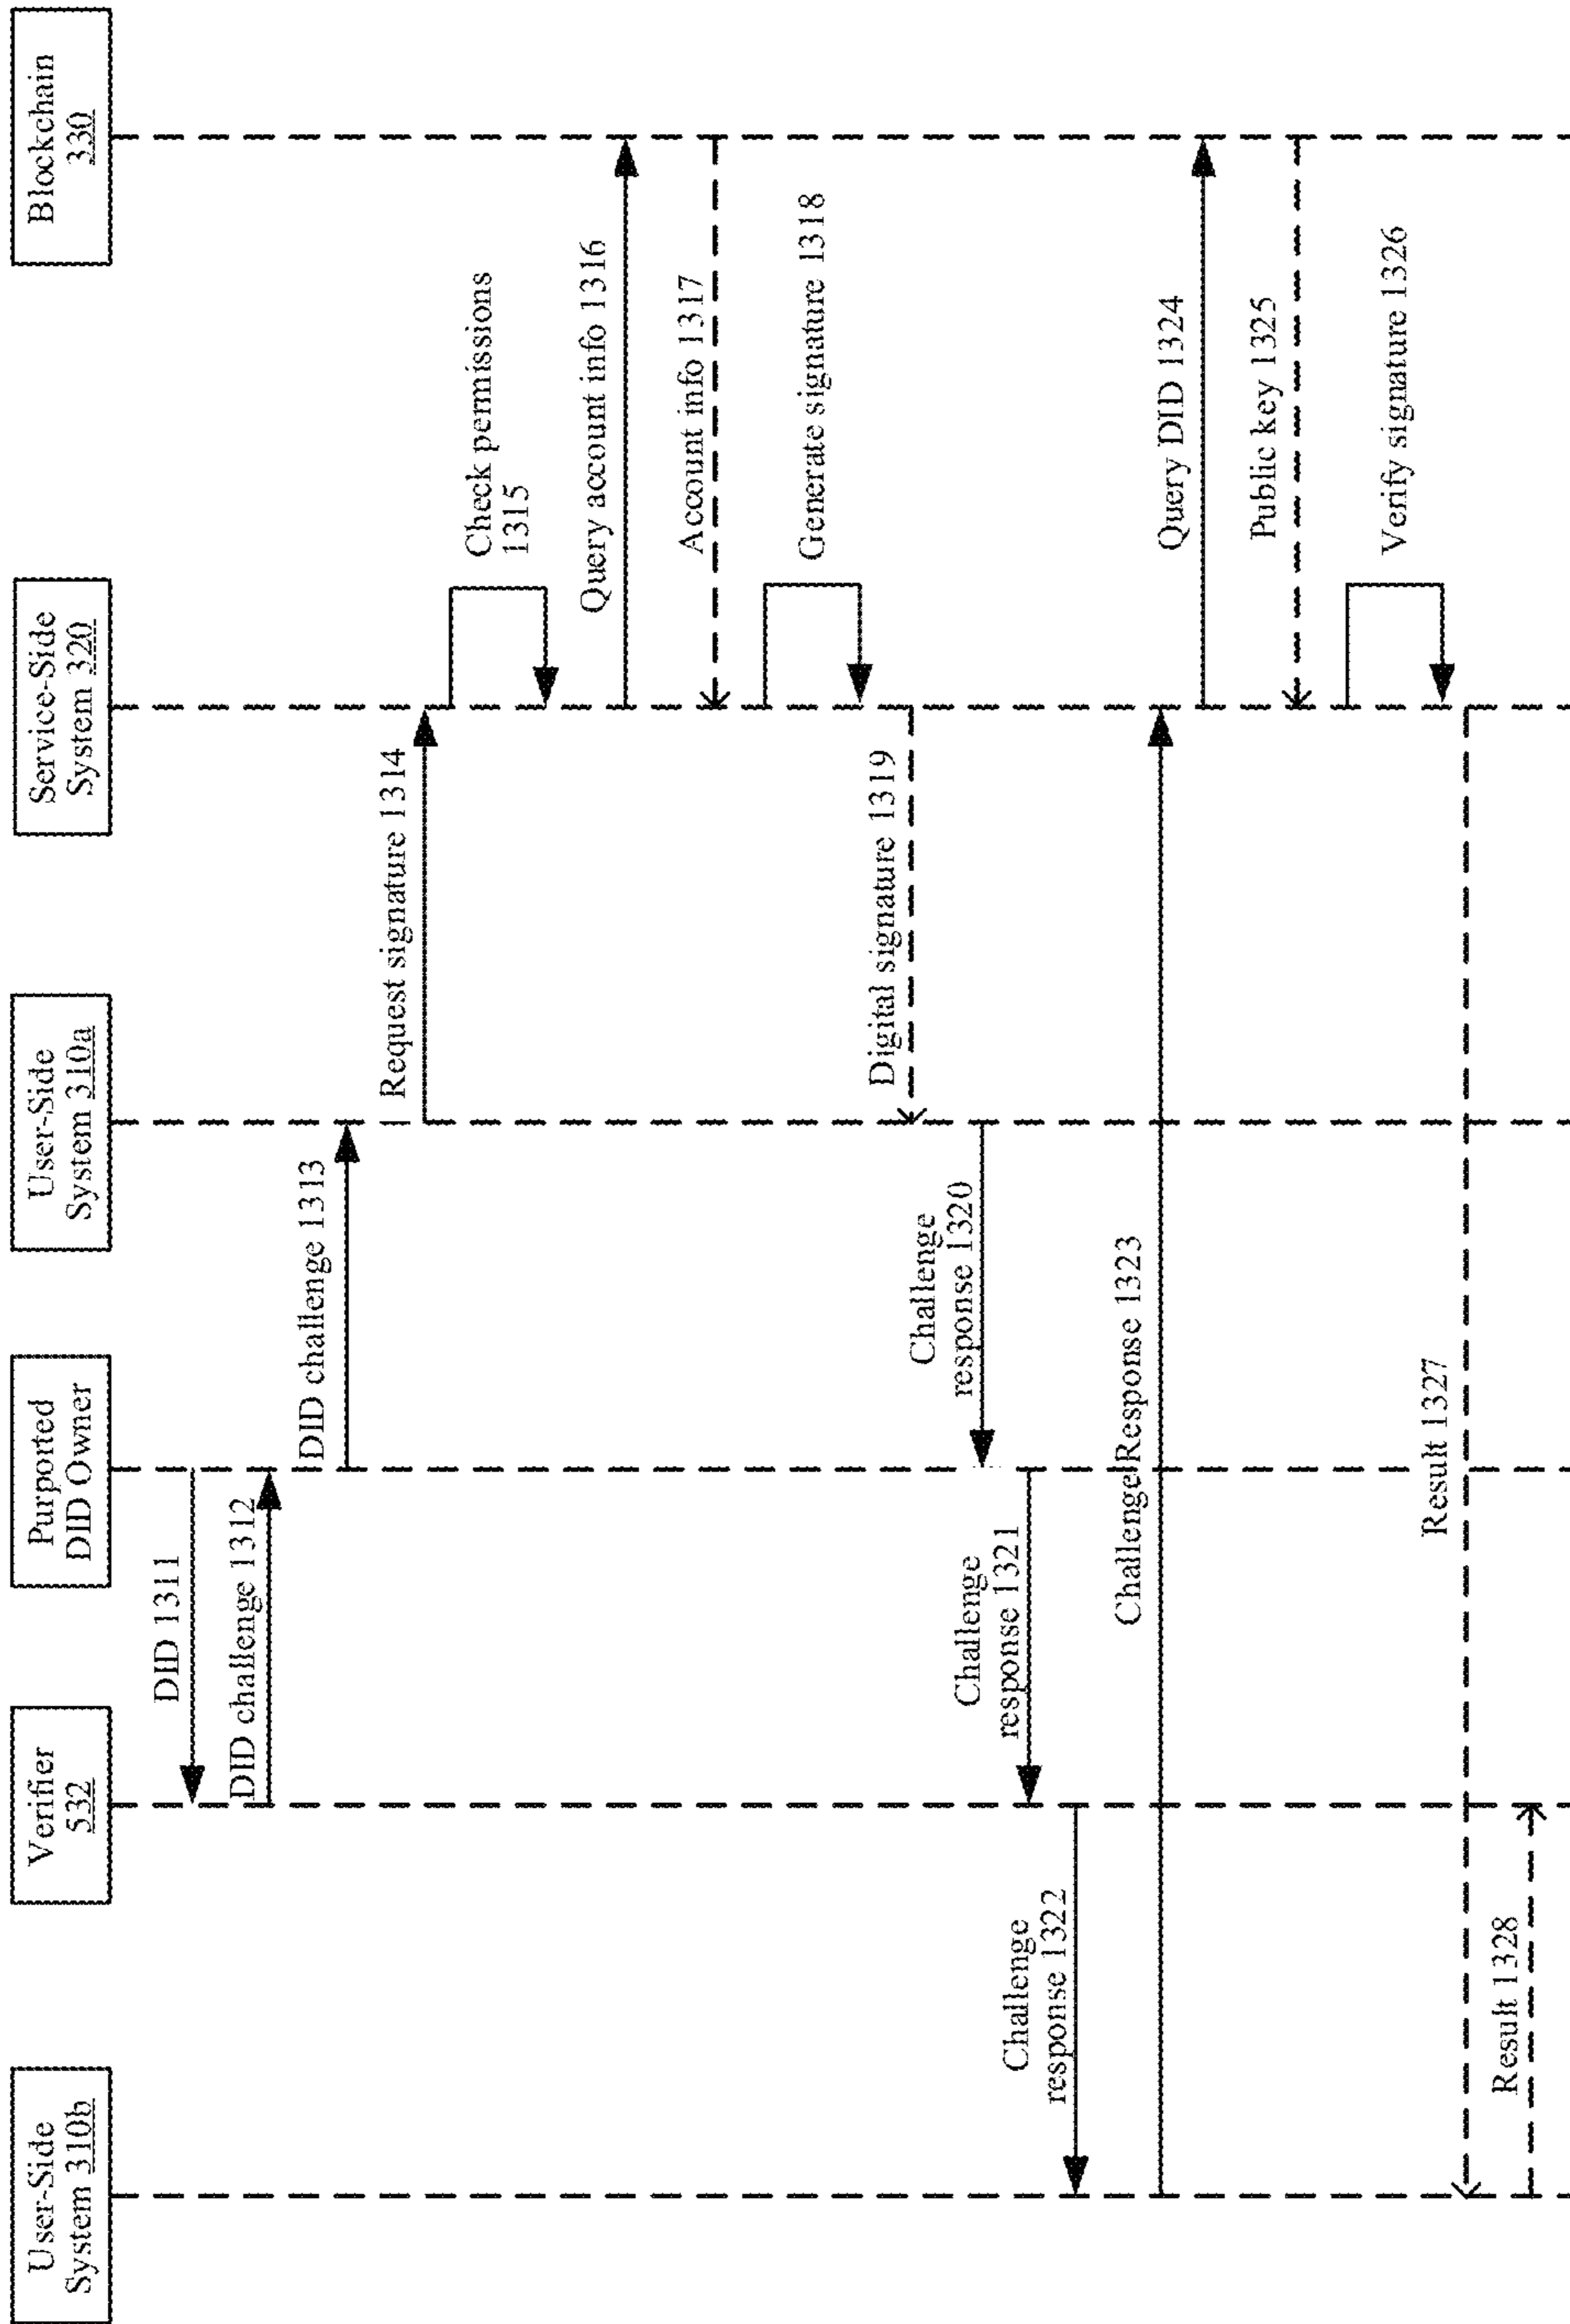 User-Side
System 310b
Verifier
532
Purported
DID Owner
User-Side
System 310a
Service-Side
System 320
Blockchain
330
DID 1311
DID challenge 1312
DID challenge 1313
Request signature 1314
Check permissions
1315
Query account info 1316
Account info 1317
Generate signature 1318
Digital signature 1319
Challenge
response 1320
Challenge
response 1321
Challenge
response 1322
Challenge Response 1323
Query DID 1324
Public key 1325
Verify signature 1326
Result 1327
Result 1328